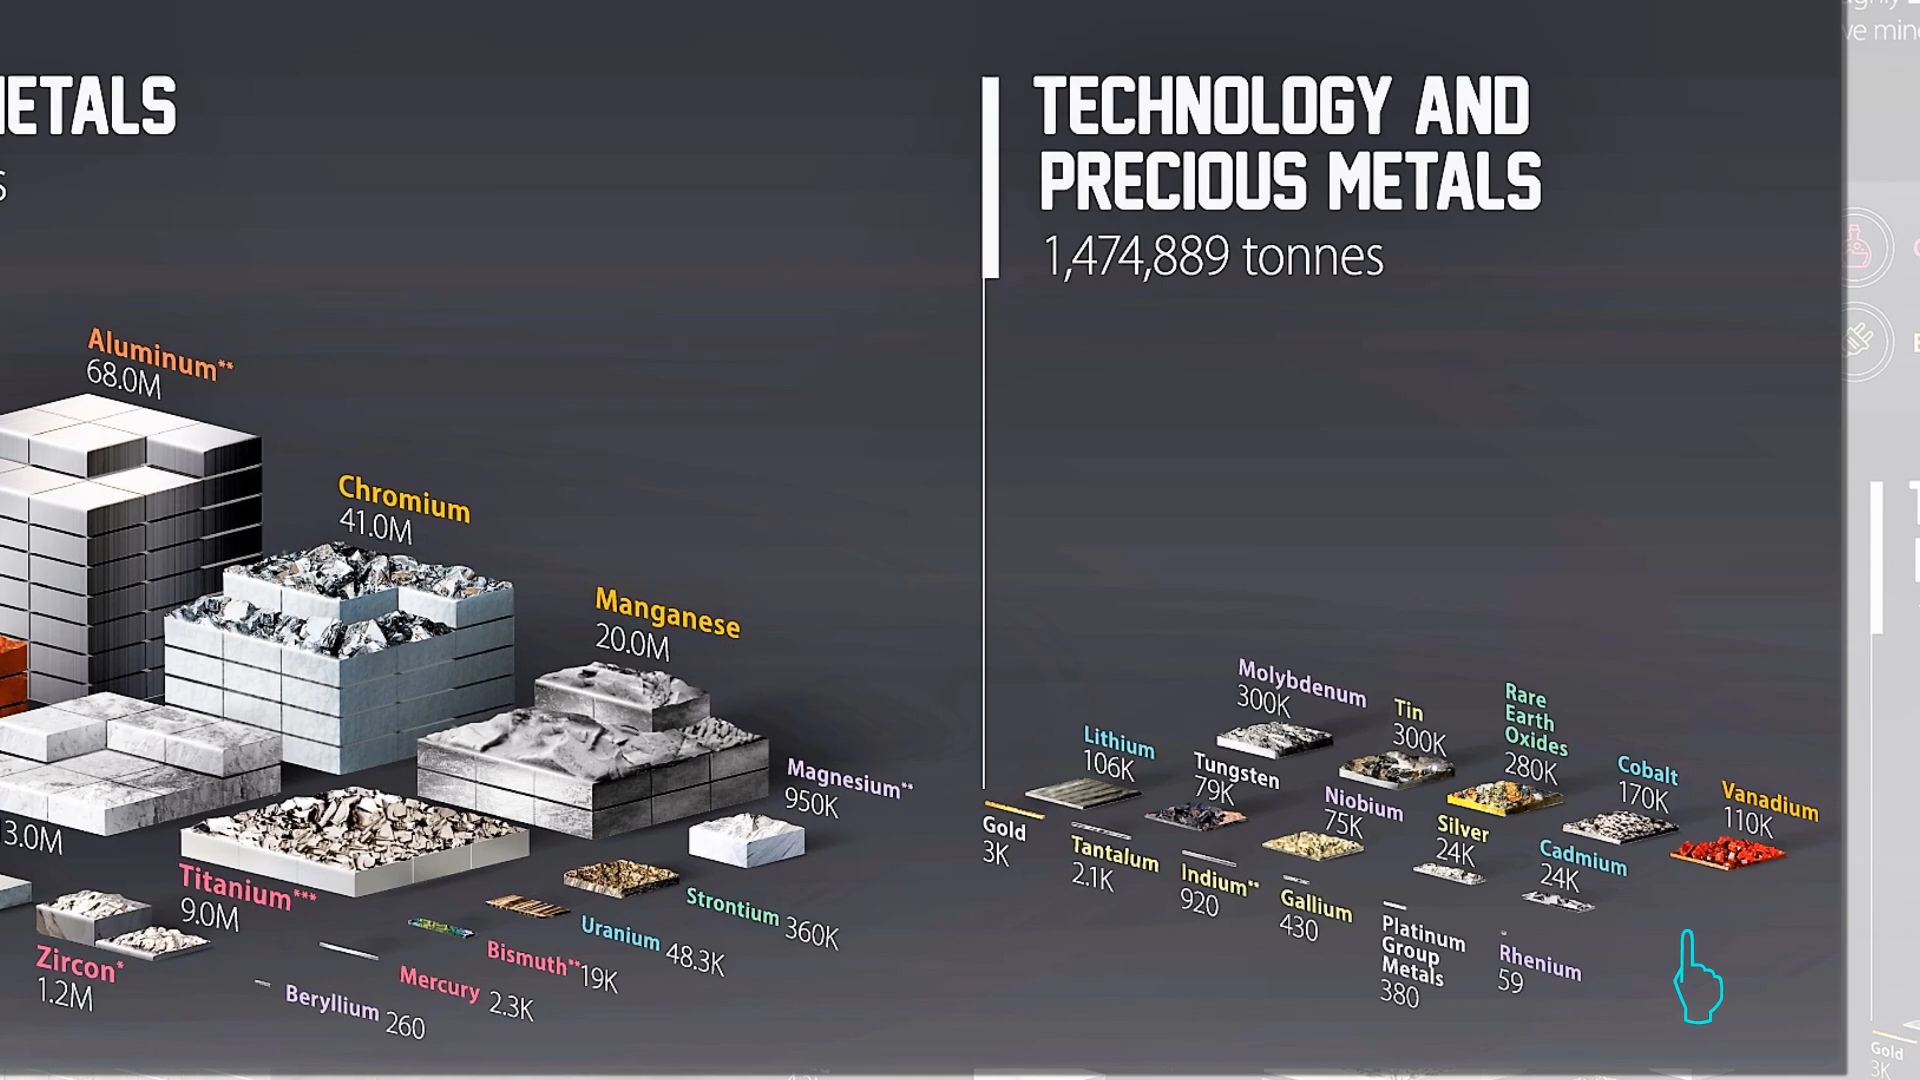 ETALS
TECHNOLOGY AND
PRECIOUS METALS
1,474,889 tonnes
Aluminum**
68.0M
Chromium
41.0M
Manganese
20.0M
Magnesium**
950K
Titanium***
9.0M
Zircon*
1.2M
Strontium 360K
Uranium 48.3K
Bismuth** 19K
Mercury 2.3K
Beryllium 260
Molybdenum
300K
Tin
300K
Rare
Earth
Oxides
280K
Lithium
106K
Tungsten
79K
Niobium
75K
Silver
24K
Cobalt
170K
Vanadium
110K
Cadmium
24K
Gold
3K
Tantalum
2.1K
Indium**
920
Gallium
430
Platinum
Group
Metals
380
Rhenium
59
Gold
3K